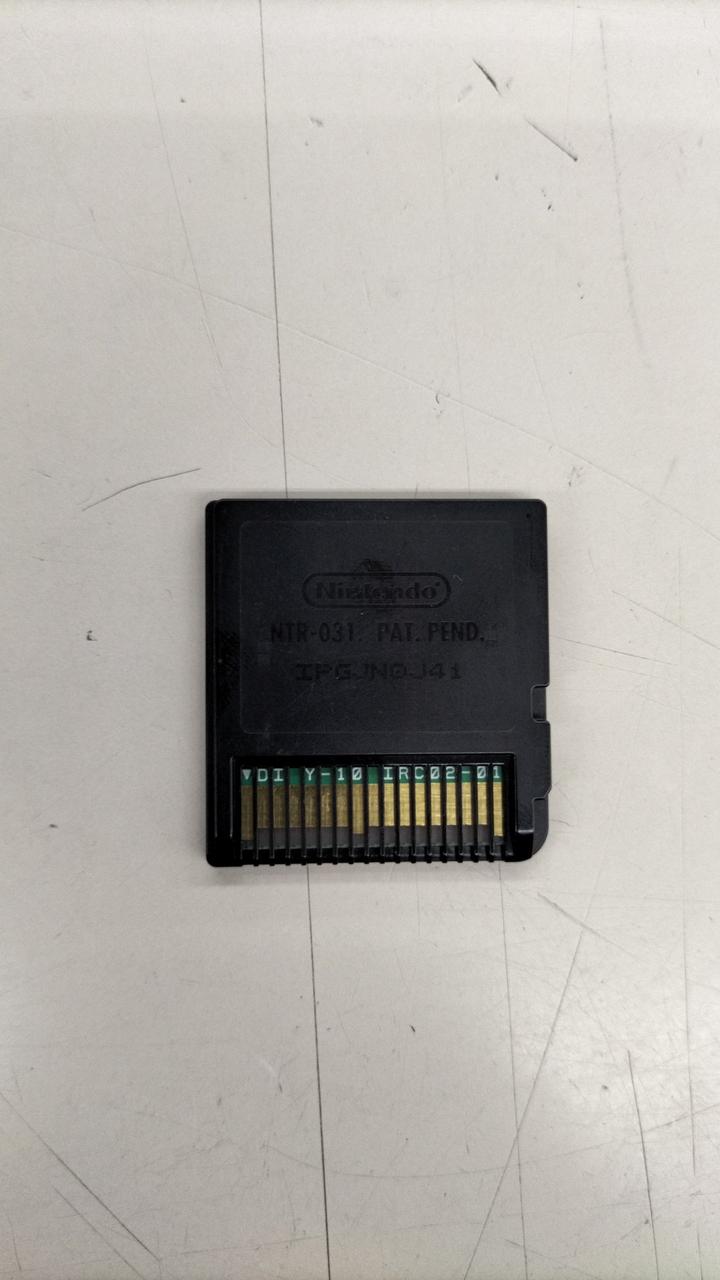 Nintendo®
NTR-031. PAT. PEND.
IPGJN0J41
▼DI Y-10 IRC02-01